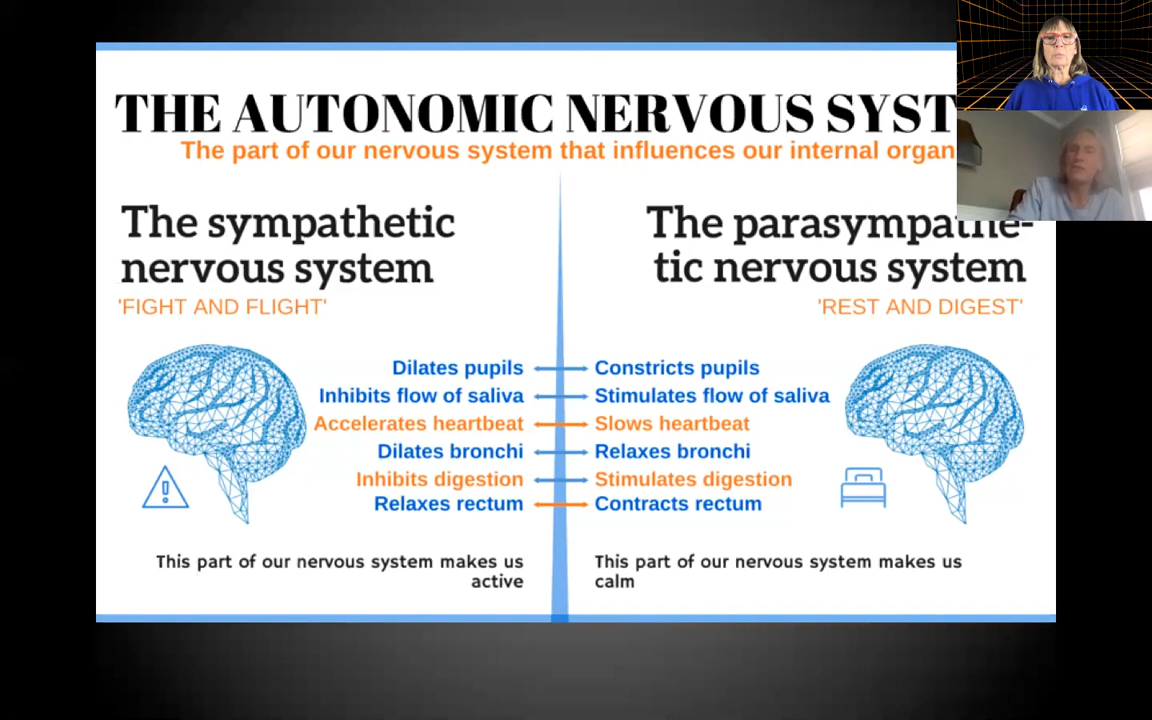 THE AUTONOMIC NERVOUS SYST
The part of our nervous system that influences our internal organ
The sympathetic
nervous system
'FIGHT AND FLIGHT'
The parasympathe-
tic nervous system
'REST AND DIGEST'
Dilates pupils
Constricts pupils
Inhibits flow of saliva
Stimulates flow of saliva
Accelerates heartbeat
Slows heartbeat
Dilates bronchi
Relaxes bronchi
Inhibits digestion
Stimulates digestion
Relaxes rectum
Contracts rectum
This part of our nervous system makes us
active
This part of our nervous system makes us
calm